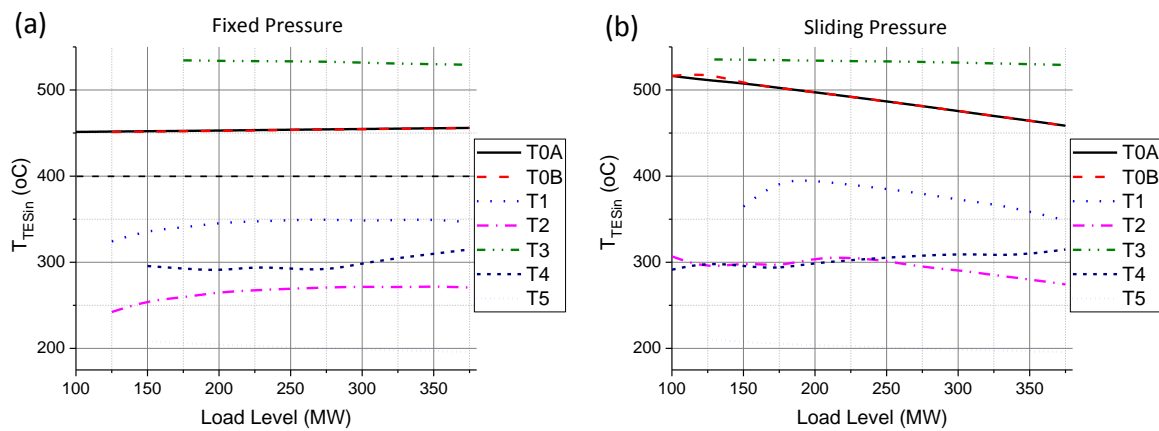 (a)
Fixed Pressure
500
400
300
200
100 150 200 250 300 350
T_TESin (oC)
Load Level (MW)
T0A
T0B
T1
T2
T3
T4
T5
(b)
Sliding Pressure
500
400
300
200
100 150 200 250 300 350
T_TESin (oC)
Load Level (MW)
T0A
T0B
T1
T2
T3
T4
T5